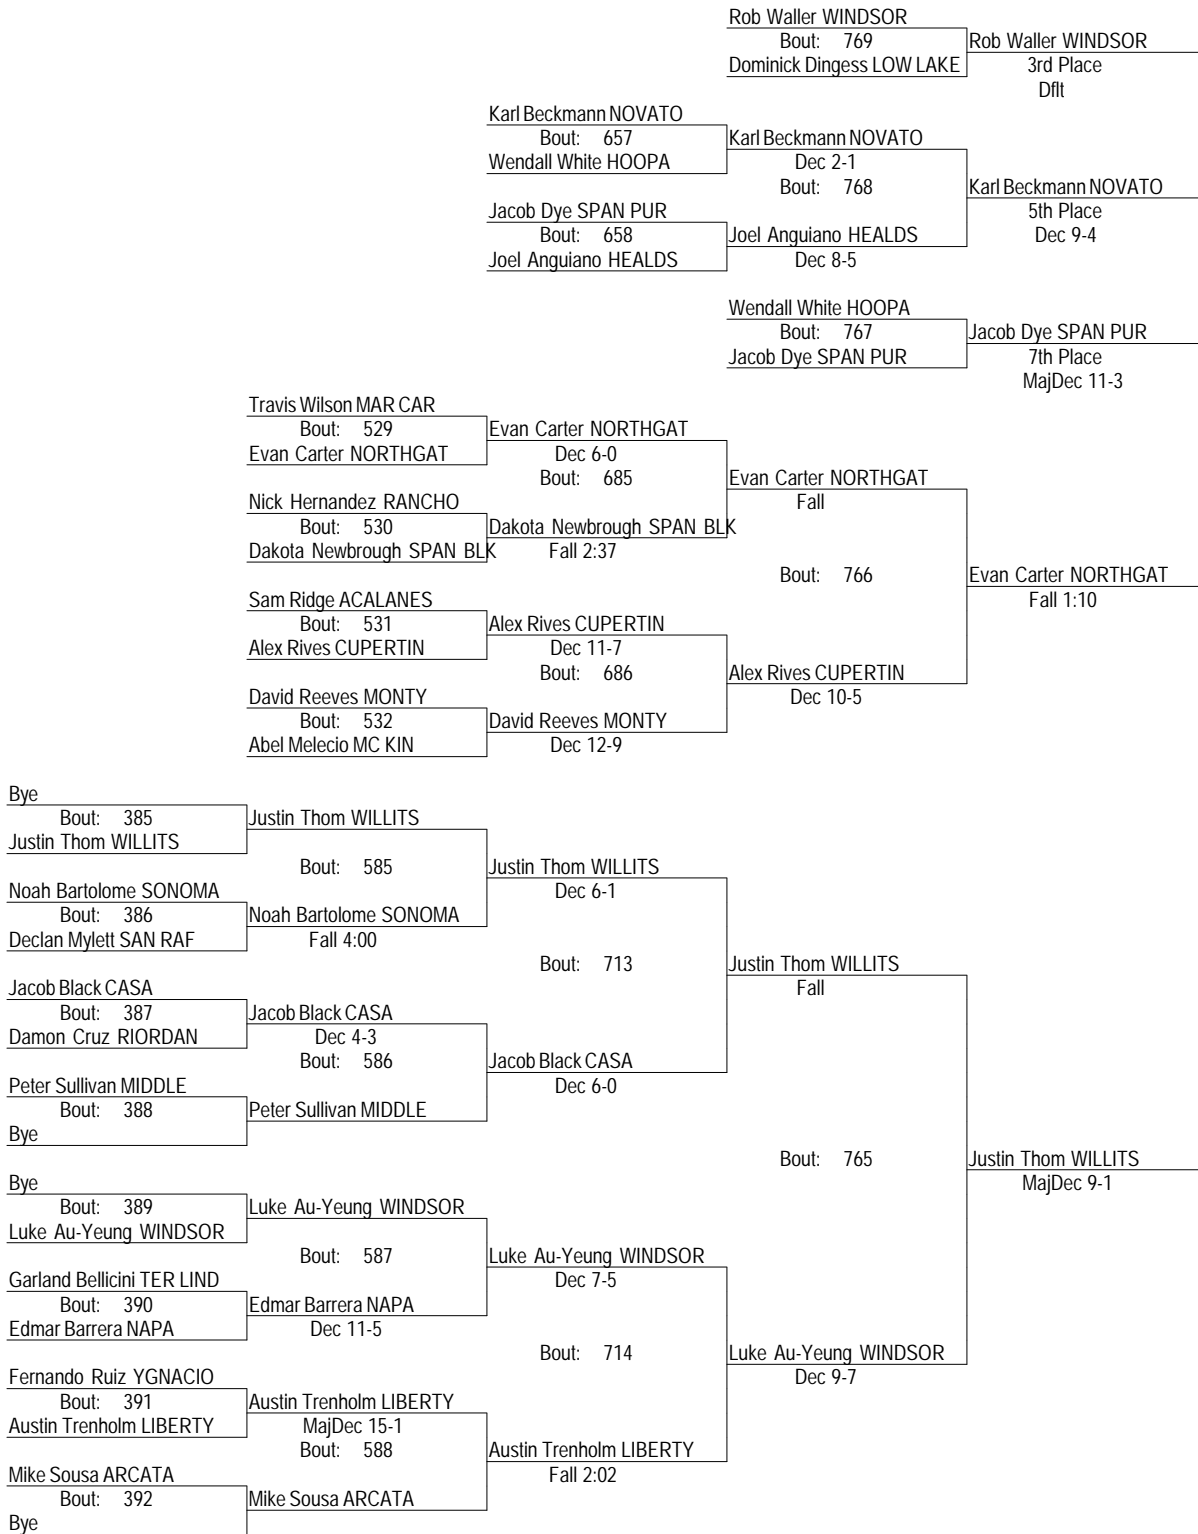 Rob Waller WINDSOR
Bout: 769
Rob Waller WINDSOR
Dominick Dingess LOW LAKE
3rd Place
Dflt
Karl Beckmann NOVATO
Bout: 657
Karl Beckmann NOVATO
Wendall White HOOPA
Dec 2-1
Bout: 768
Karl Beckmann NOVATO
Jacob Dye SPAN PUR
5th Place
Bout: 658
Joel Anguiano HEALDS
Dec 9-4
Joel Anguiano HEALDS
Dec 8-5
Wendall White HOOPA
Bout: 767
Jacob Dye SPAN PUR
Jacob Dye SPAN PUR
7th Place
MajDec 11-3
Travis Wilson MAR CAR
Bout: 529
Evan Carter NORTHGAT
Evan Carter NORTHGAT
Dec 6-0
Bout: 685
Evan Carter NORTHGAT
Nick Hernandez RANCHO
Fall
Bout: 530
Dakota Newbrough SPAN BLK
Dakota Newbrough SPAN BLK
Fall 2:37
Bout: 766
Evan Carter NORTHGAT
Sam Ridge ACALANES
Fall 1:10
Bout: 531
Alex Rives CUPERTIN
Alex Rives CUPERTIN
Dec 11-7
Bout: 686
Alex Rives CUPERTIN
David Reeves MONTY
Dec 10-5
Bout: 532
David Reeves MONTY
Abel Melecio MC KIN
Dec 12-9
Bye
Bout: 385
Justin Thom WILLITS
Justin Thom WILLITS
Bout: 585
Justin Thom WILLITS
Noah Bartolome SONOMA
Dec 6-1
Bout: 386
Noah Bartolome SONOMA
Declan Mylett SAN RAF
Fall 4:00
Bout: 713
Justin Thom WILLITS
Jacob Black CASA
Fall
Bout: 387
Jacob Black CASA
Damon Cruz RIORDAN
Dec 4-3
Bout: 586
Jacob Black CASA
Peter Sullivan MIDDLE
Dec 6-0
Bout: 388
Peter Sullivan MIDDLE
Bye
Bout: 765
Justin Thom WILLITS
Bye
MajDec 9-1
Bout: 389
Luke Au-Yeung WINDSOR
Luke Au-Yeung WINDSOR
Bout: 587
Luke Au-Yeung WINDSOR
Garland Bellicini TER LIND
Dec 7-5
Bout: 390
Edmar Barrera NAPA
Edmar Barrera NAPA
Dec 11-5
Bout: 714
Luke Au-Yeung WINDSOR
Fernando Ruiz YGNACIO
Dec 9-7
Bout: 391
Austin Trenholm LIBERTY
Austin Trenholm LIBERTY
MajDec 15-1
Bout: 588
Austin Trenholm LIBERTY
Mike Sousa ARCATA
Fall 2:02
Bout: 392
Mike Sousa ARCATA
Bye